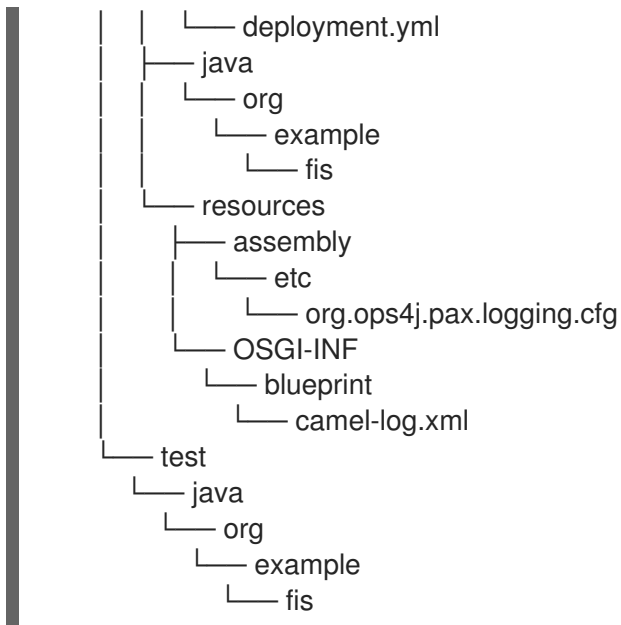 │   │   └── deployment.yml
│   ├── java
│   │   └── org
│   │       └── example
│   │           └── fis
│   └── resources
│       ├── assembly
│       │   └── etc
│       │       └── org.ops4j.pax.logging.cfg
│       └── OSGI-INF
│           └── blueprint
│               └── camel-log.xml
└── test
    └── java
        └── org
            └── example
                └── fis